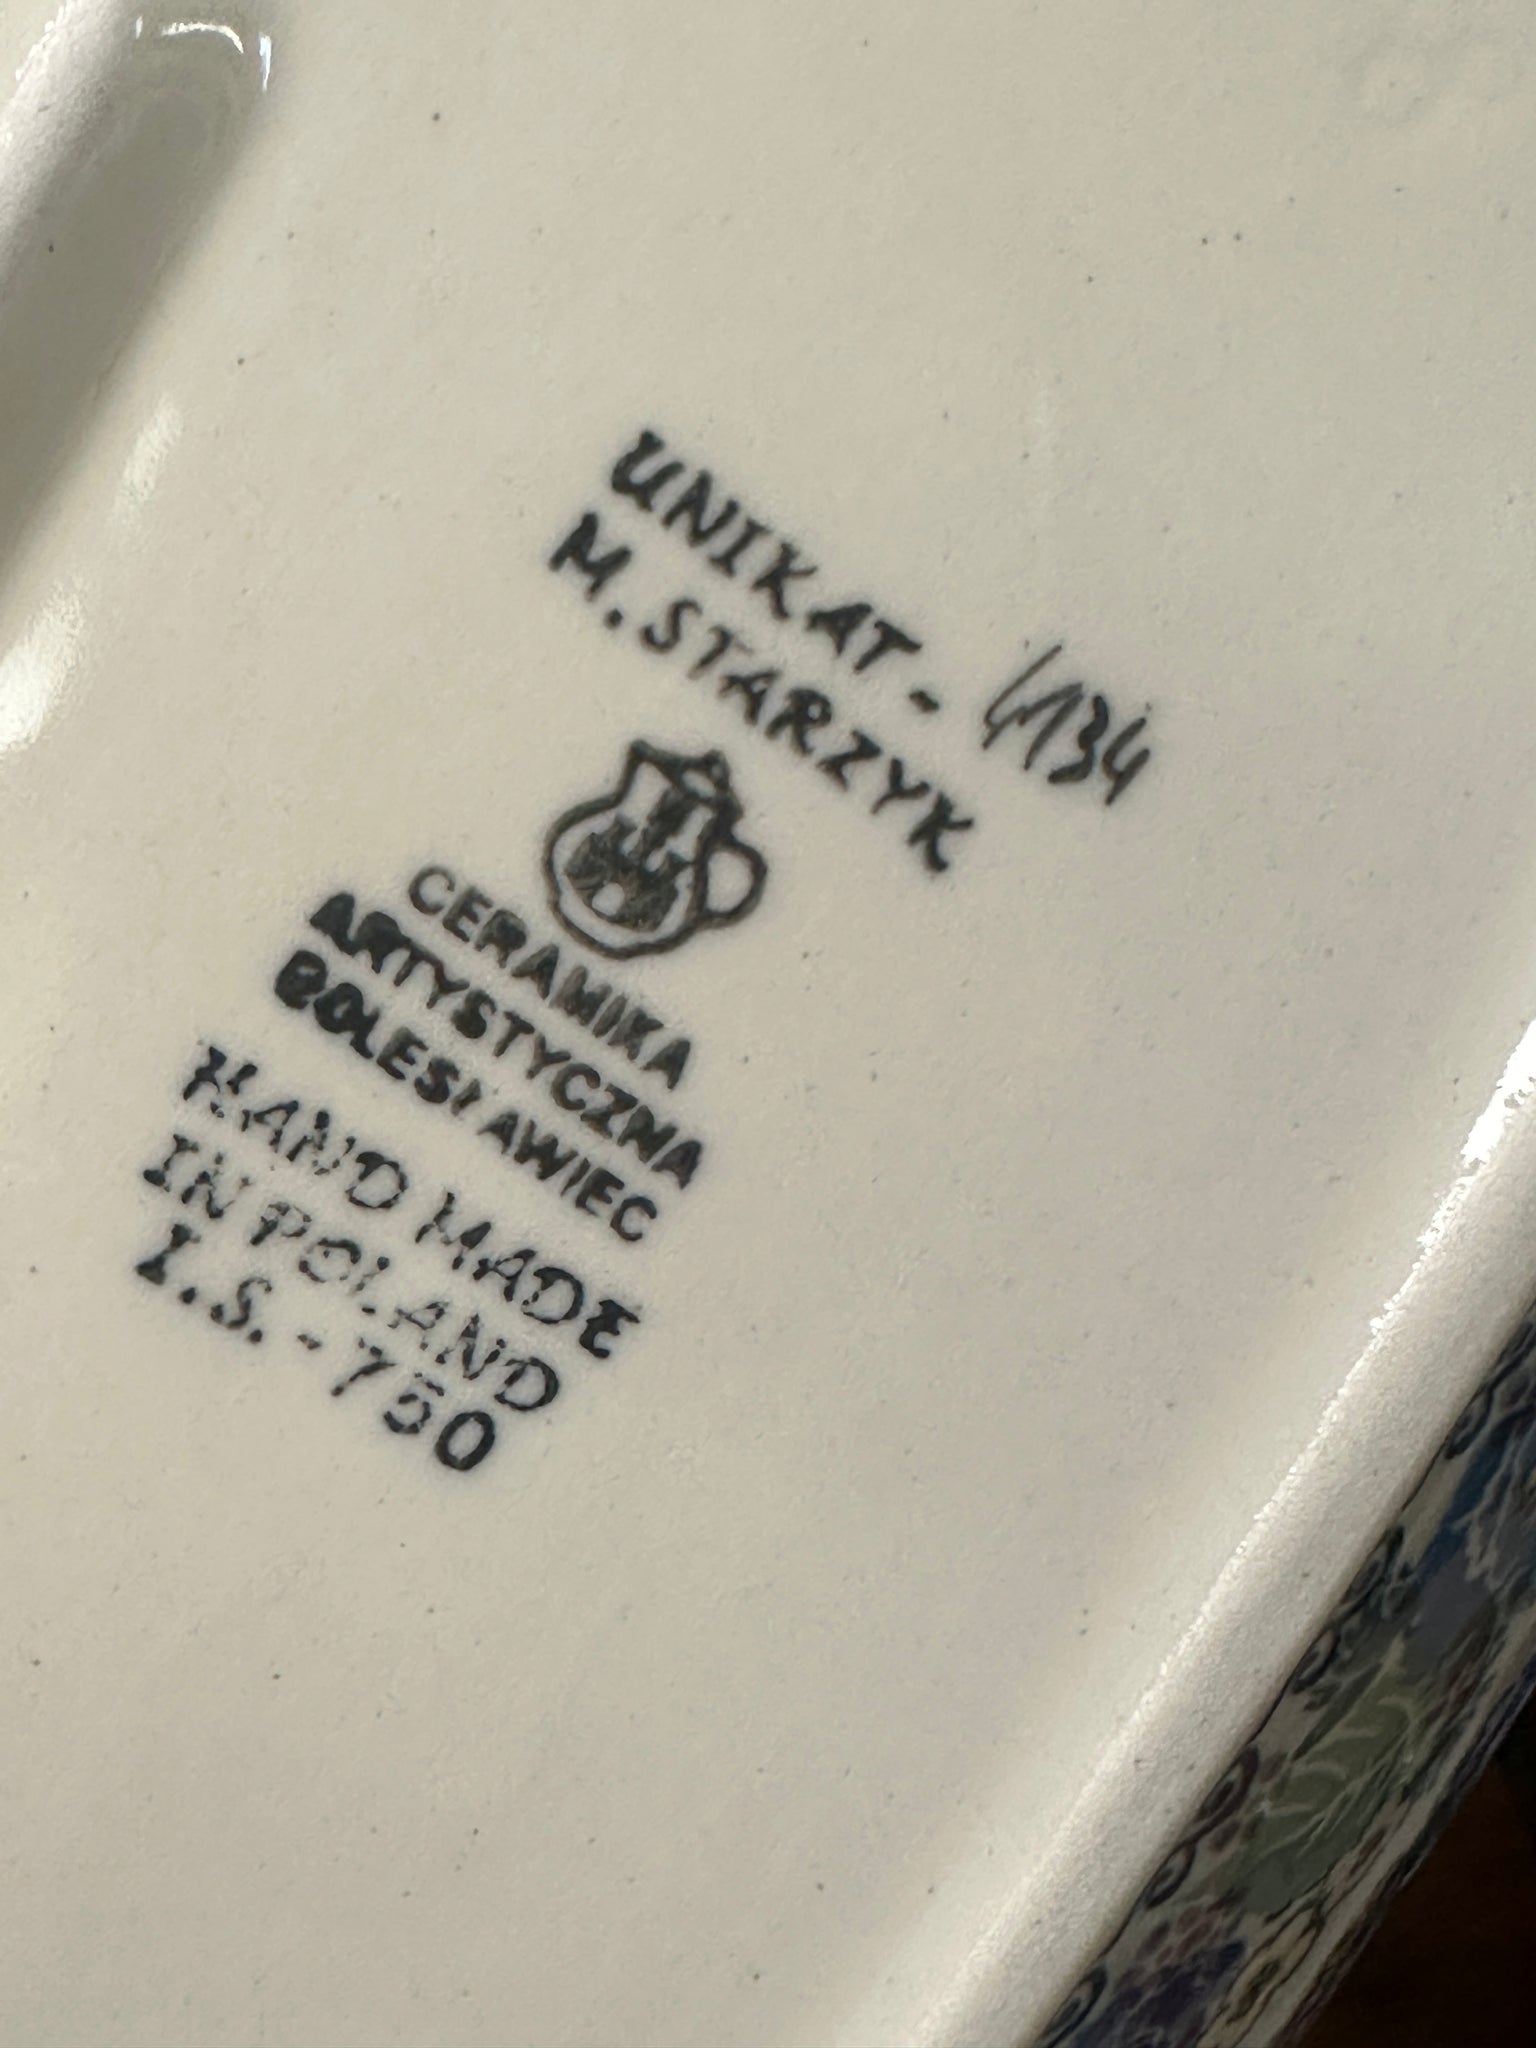 UNIKAT - 4134
M. STARZYK
CERAMIKA
ARTYSTYCZNA
BOLESŁAWIEC
HAND MADE
IN POLAND
I.S. - 750